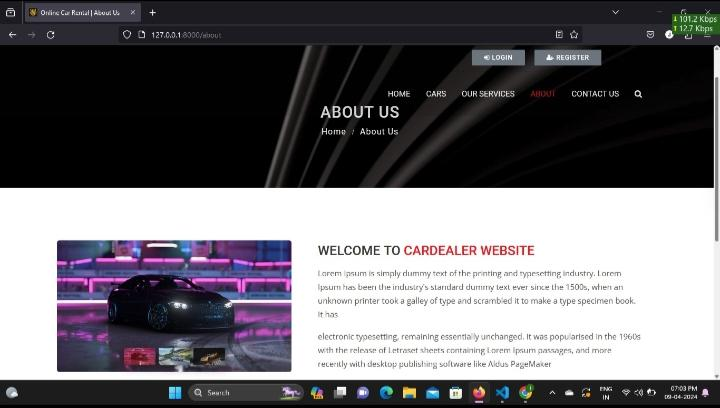 Online Car Rental | About Us
101.2 Kbps
12.7 Kbps
127.0.0.1:8000/about
LOGIN REGISTER
HOME CARS OUR SERVICES ABOUT CONTACT US
ABOUT US
Home / About Us
WELCOME TO CARDEALER WEBSITE
Lorem Ipsum is simply dummy text of the printing and typesetting industry. Lorem
Ipsum has been the industry's standard dummy text ever since the 1500s, when an
unknown printer took a galley of type and scrambled it to make a type specimen book.
It has
electronic typesetting, remaining essentially unchanged. It was popularised in the 1960s
with the release of Letraset sheets containing Lorem Ipsum passages, and more
recently with desktop publishing software like Aldus PageMaker
Search
ENG
IN
07:03 PM
09-04-2024